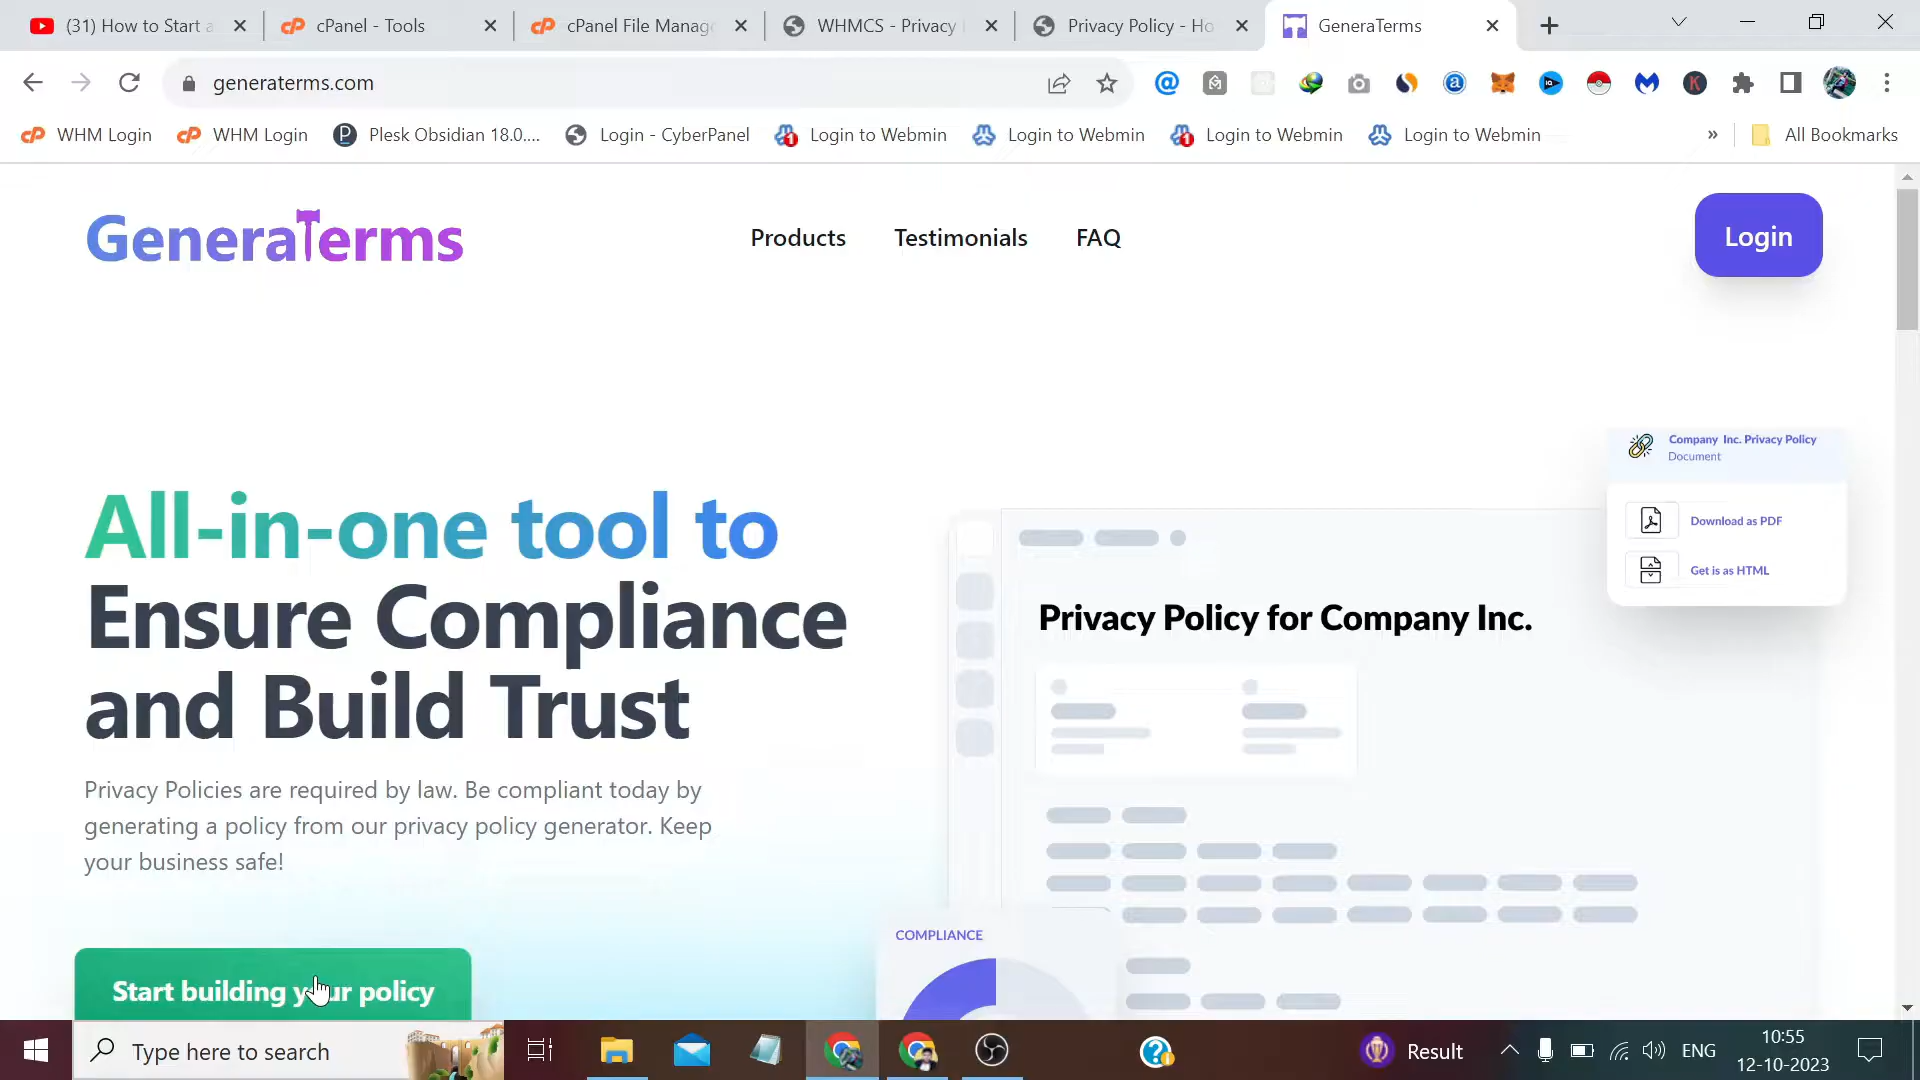 (31) How to Start a
cPanel - Tools
cPanel File Manag
WHMCS - Privacy
Privacy Policy - Ho
GeneraTerms
generaterms.com
WHM Login
WHM Login
Plesk Obsidian 18.0....
Login - CyberPanel
Login to Webmin
Login to Webmin
Login to Webmin
Login to Webmin
»
All Bookmarks
GeneraTerms
Products
Testimonials
FAQ
Login
All-in-one tool to
Ensure Compliance
and Build Trust
Privacy Policies are required by law. Be compliant today by
generating a policy from our privacy policy generator. Keep
your business safe!
Start building your policy
Company Inc. Privacy Policy
Document
Download as PDF
Get is as HTML
Privacy Policy for Company Inc.
COMPLIANCE
Type here to search
Result
ENG
10:55
12-10-2023